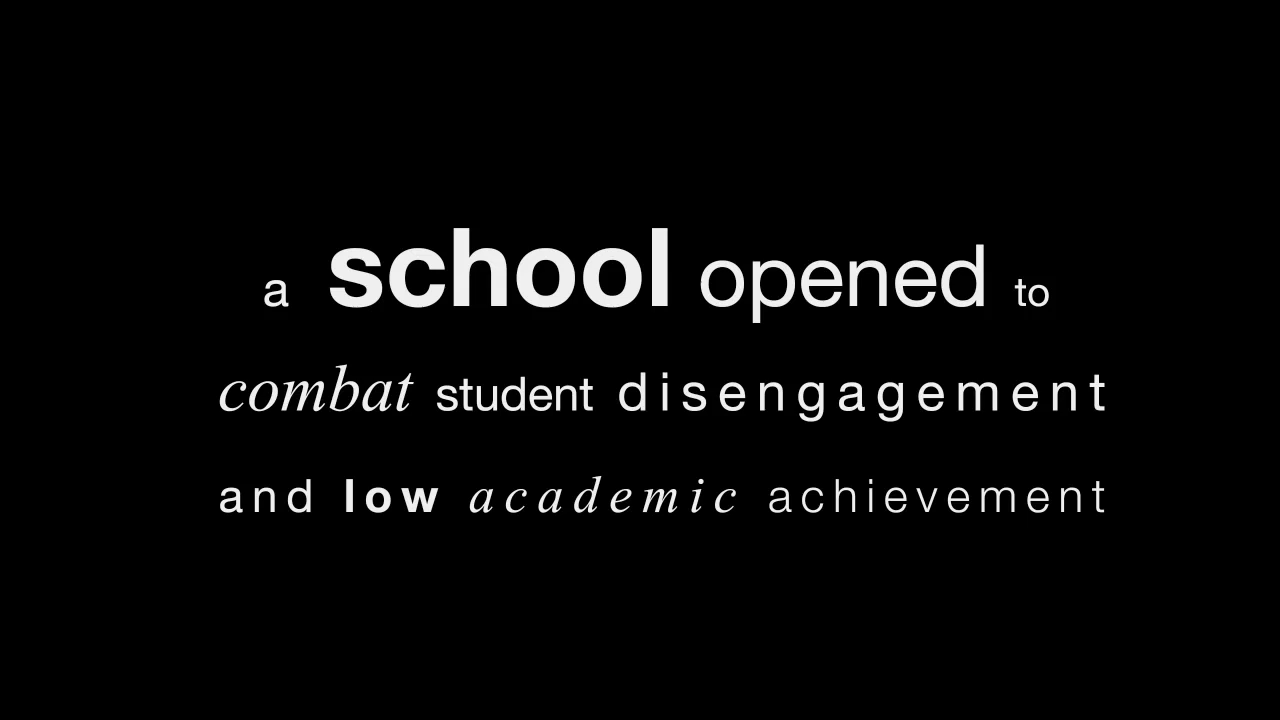 a school opened to
combat student disengagement
and low academic achievement